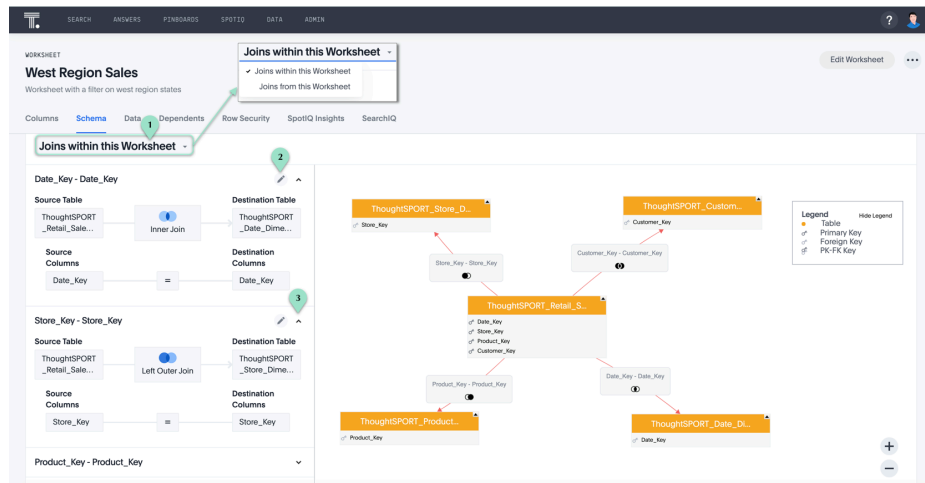 T.
SEARCH ANSWERS PINBOARDS SPOTIQ DATA ADMIN ?
WORKSHEET
West Region Sales
Worksheet with a filter on west region states
Joins within this Worksheet
✓ Joins within this Worksheet
Joins from this Worksheet
Edit Worksheet ...
Columns Schema Data Dependents Row Security SpotIQ Insights SearchIQ
1
Joins within this Worksheet
2
Date_Key - Date_Key
Source Table Destination Table
ThoughtSPORT
_Retail_Sale...
Inner Join
ThoughtSPORT
_Date_Dime...
Source
Columns
Destination
Columns
Date_Key = Date_Key
3
Store_Key - Store_Key
Source Table Destination Table
ThoughtSPORT
_Retail_Sale...
Left Outer Join
ThoughtSPORT
_Store_Dime...
Source
Columns
Destination
Columns
Store_Key = Store_Key
Product_Key - Product_Key
ThoughtSPORT_Store_D...
Store_Key
ThoughtSPORT_Custom...
Customer_Key
Store_Key - Store_Key
Customer_Key - Customer_Key
ThoughtSPORT_Retail_S...
Date_Key
Store_Key
Product_Key
Customer_Key
Product_Key - Product_Key
Date_Key - Date_Key
ThoughtSPORT_Product...
Product_Key
ThoughtSPORT_Date_Di...
Date_Key
Legend Hide Legend
Table
Primary Key
Foreign Key
PK-FK Key
+
−